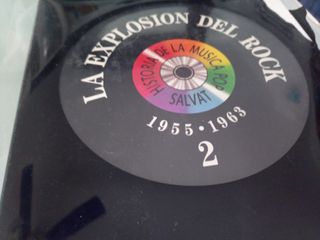 LA EXPLOSION DEL ROCK
HISTORIA DE LA MUSICA POP
SALVAT
1955 · 1963
2